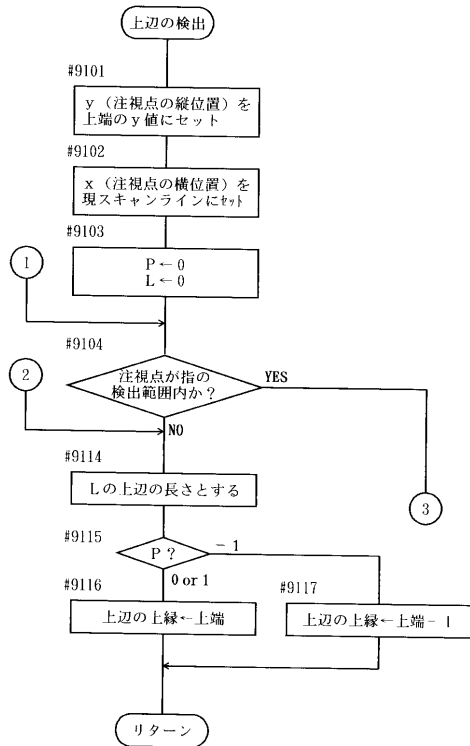 上辺の検出
#9101
y（注視点の縦位置）を
上端のy値にセット
#9102
x（注視点の横位置）を
現スキャンラインにセット
#9103
P←0
L←0
1
#9104
注視点が指の
検出範囲内か？
YES
2
NO
3
#9114
Lの上辺の長さとする
#9115
P？
－1
0 or 1
#9116
#9117
上辺の上縁←上端
上辺の上縁←上端－1
リターン